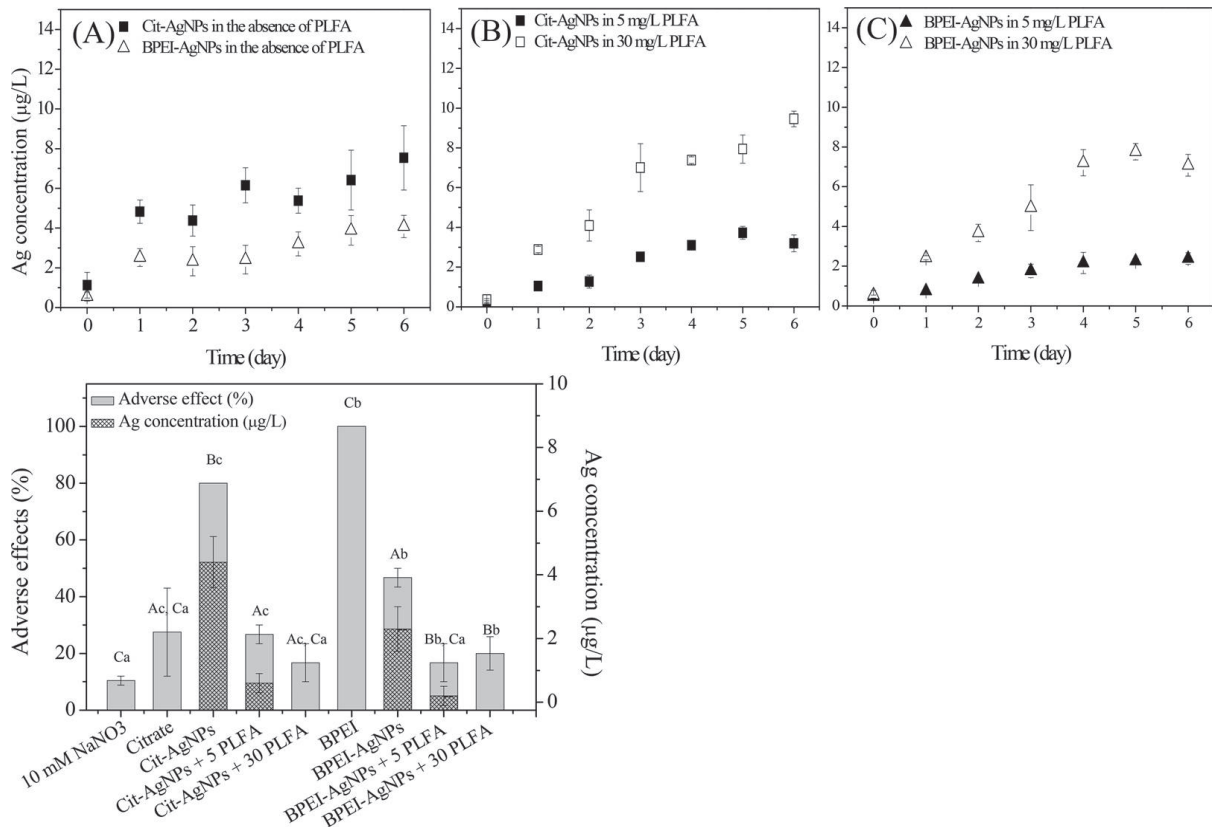 (A)
Cit-AgNPs in the absence of PLFA
BPEI-AgNPs in the absence of PLFA
Ag concentration (μg/L)
14
12
10
8
6
4
2
0
0 1 2 3 4 5 6
Time (day)
(B)
Cit-AgNPs in 5 mg/L PLFA
Cit-AgNPs in 30 mg/L PLFA
14
12
10
8
6
4
2
0
0 1 2 3 4 5 6
Time (day)
(C)
BPEI-AgNPs in 5 mg/L PLFA
BPEI-AgNPs in 30 mg/L PLFA
14
12
10
8
6
4
2
0
0 1 2 3 4 5 6
Time (day)
Adverse effect (%)
Ag concentration (μg/L)
Adverse effects (%)
100
80
60
40
20
0
Ca
Ac, Ca
Bc
Ac
Ac, Ca
Cb
Ab
Bb, Ca
Bb
10
8
6
4
2
0
Ag concentration (μg/L)
10 mM NaNO3
Citrate
Cit-AgNPs
Cit-AgNPs + 5 PLFA
Cit-AgNPs + 30 PLFA
BPEI
BPEI-AgNPs
BPEI-AgNPs + 5 PLFA
BPEI-AgNPs + 30 PLFA